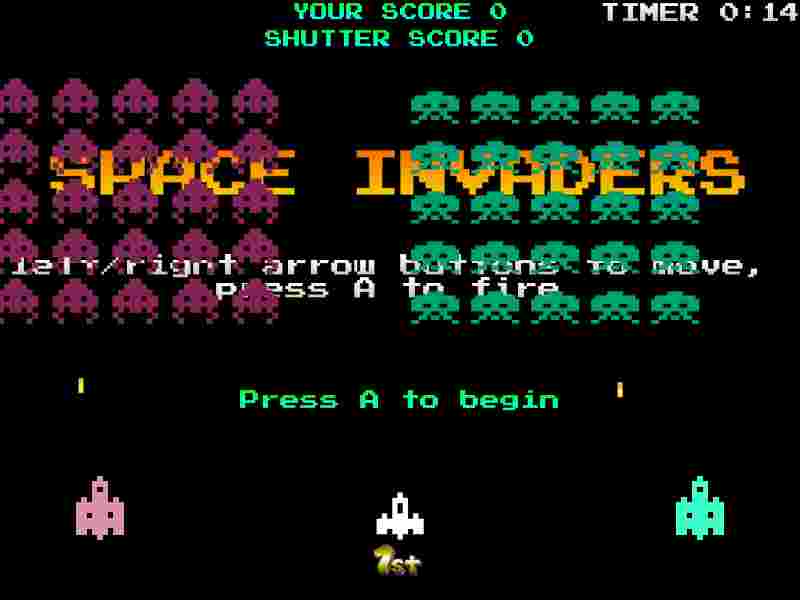 YOUR SCORE 0
TIMER 0:14
SHUTTER SCORE 0
SPACE INVADERS
left/right arrow buttons to move,
press A to fire
Press A to begin
1st